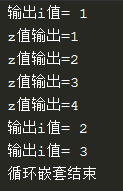 输出i值= 1
z值输出=1
z值输出=2
z值输出=3
z值输出=4
输出i值= 2
输出i值= 3
循环嵌套结束